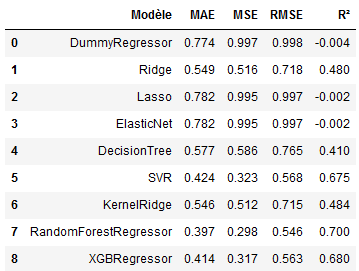 Modèle MAE MSE RMSE R²
0 DummyRegressor 0.774 0.997 0.998 -0.004
1 Ridge 0.549 0.516 0.718 0.480
2 Lasso 0.782 0.995 0.997 -0.002
3 ElasticNet 0.782 0.995 0.997 -0.002
4 DecisionTree 0.577 0.586 0.765 0.410
5 SVR 0.424 0.323 0.568 0.675
6 KernelRidge 0.546 0.512 0.715 0.484
7 RandomForestRegressor 0.397 0.298 0.546 0.700
8 XGBRegressor 0.414 0.317 0.563 0.680